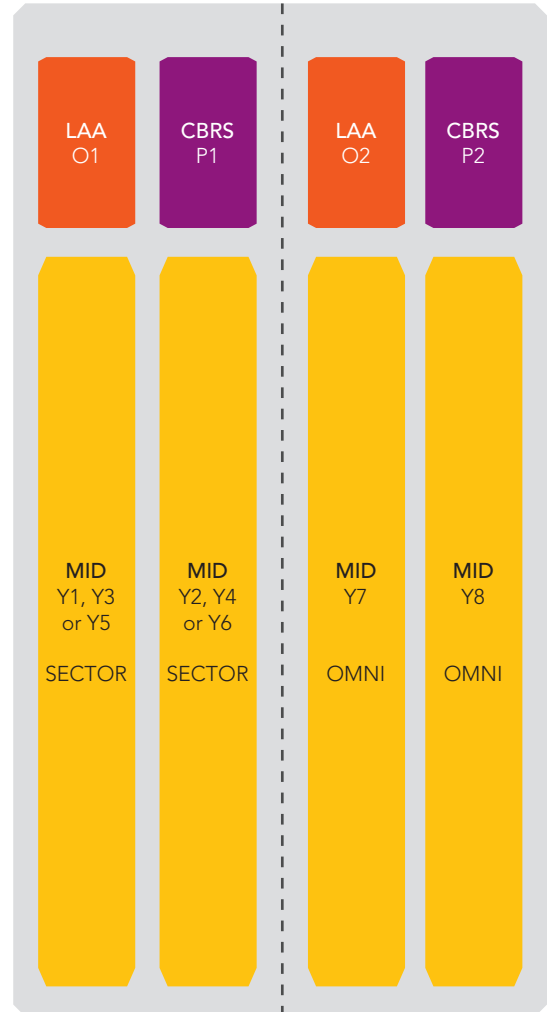 LAA
O1
CBRS
P1
LAA
O2
CBRS
P2
MID
Y1, Y3
or Y5
SECTOR
MID
Y2, Y4
or Y6
SECTOR
MID
Y7
OMNI
MID
Y8
OMNI